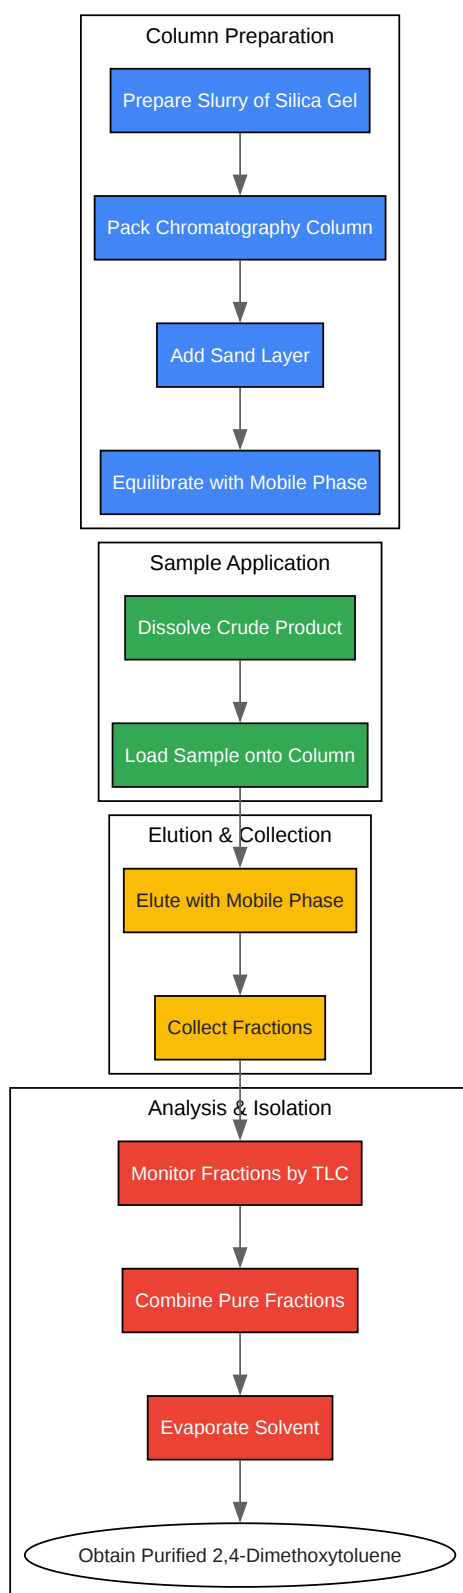 Column Preparation
Prepare Slurry of Silica Gel
Pack Chromatography Column
Add Sand Layer
Equilibrate with Mobile Phase
Sample Application
Dissolve Crude Product
Load Sample onto Column
Elution & Collection
Elute with Mobile Phase
Collect Fractions
Analysis & Isolation
Monitor Fractions by TLC
Combine Pure Fractions
Evaporate Solvent
Obtain Purified 2,4-Dimethoxytoluene